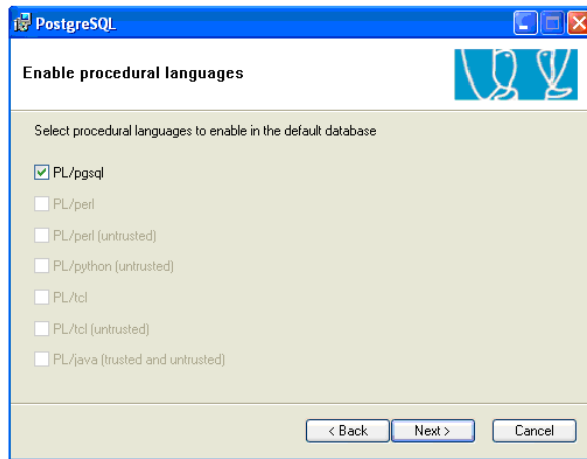 PostgreSQL
Enable procedural languages
Select procedural languages to enable in the default database
PL/pgsql
PL/perl
PL/perl (untrusted)
PL/python (untrusted)
PL/tcl
PL/tcl (untrusted)
PL/java (trusted and untrusted)
< Back Next > Cancel